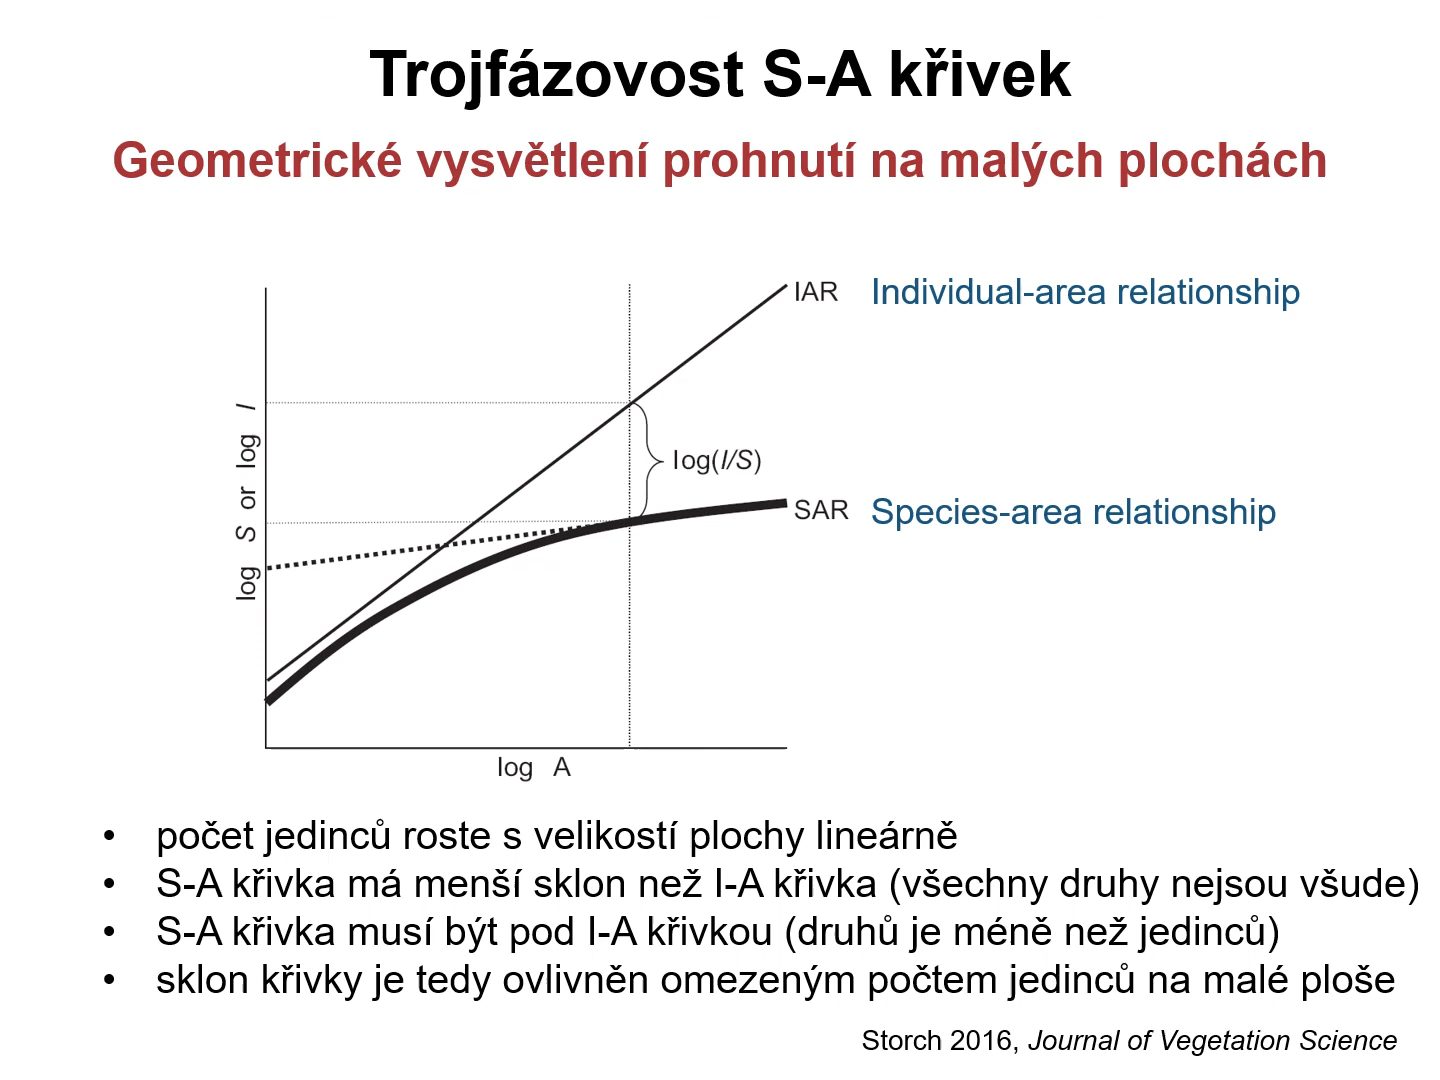 Trojfázovost S-A křivek
Geometrické vysvětlení prohnutí na malých plochách
IAR Individual-area relationship
log S or log I
log(I/S)
SAR Species-area relationship
log A
• počet jedinců roste s velikostí plochy lineárně
• S-A křivka má menší sklon než I-A křivka (všechny druhy nejsou všude)
• S-A křivka musí být pod I-A křivkou (druhů je méně než jedinců)
• sklon křivky je tedy ovlivněn omezeným počtem jedinců na malé ploše
Storch 2016, Journal of Vegetation Science